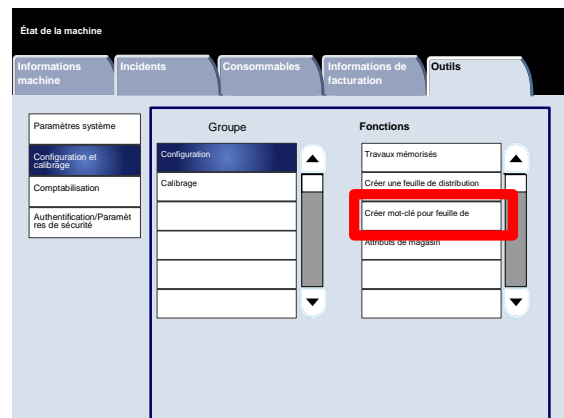 État de la machine
Informations
machine
Incidents
Consommables
Informations de
facturation
Outils
Paramètres système
Configuration et
calibrage
Comptabilisation
Authentification/Paramèt
res de sécurité
Groupe
Configuration
Calibrage
Fonctions
Travaux mémorisés
Créer une feuille de distribution
Créer mot-clé pour feuille de
Attributs de magasin